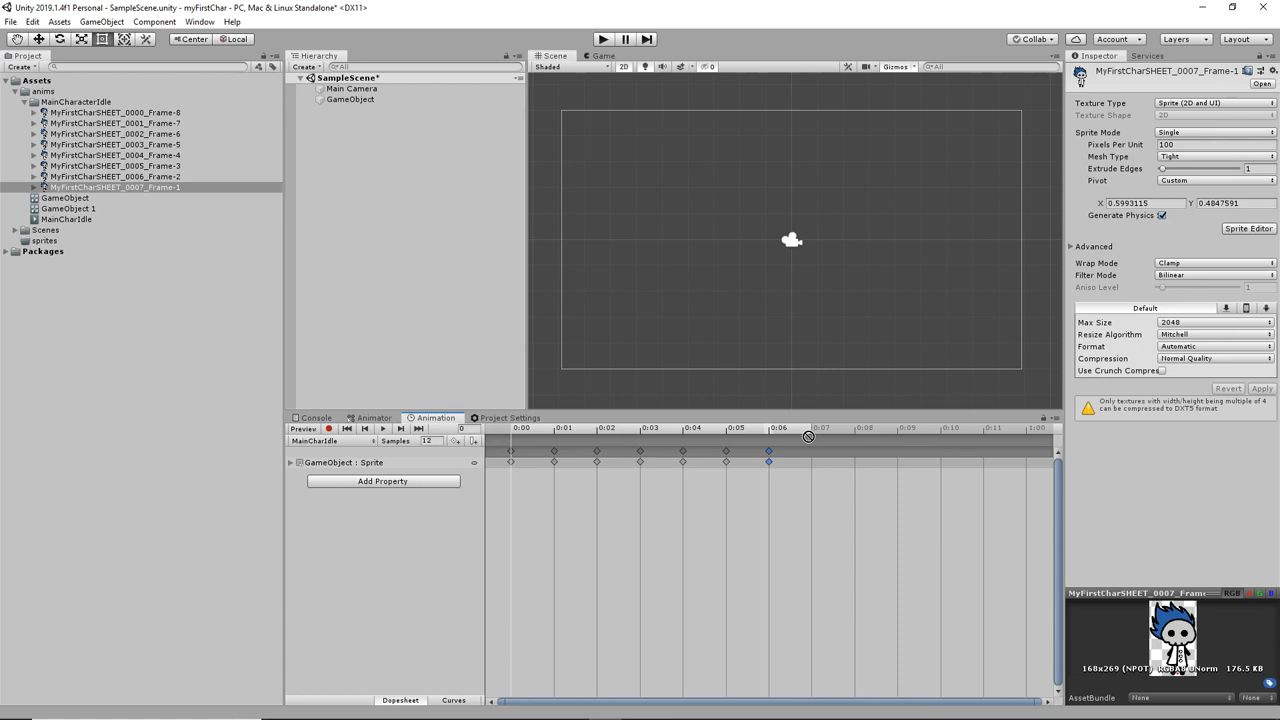 Unity 2019.1.4f1 Personal - SampleScene.unity - myFirstChar - PC, Mac & Linux Standalone* <DX11>
File Edit Assets GameObject Component Window Help
Center Local Collab Account Layers Layout
Project
Create
Assets
anims
MainCharacterIdle
MyFirstCharSHEET_0000_Frame-8
MyFirstCharSHEET_0001_Frame-7
MyFirstCharSHEET_0002_Frame-6
MyFirstCharSHEET_0003_Frame-5
MyFirstCharSHEET_0004_Frame-4
MyFirstCharSHEET_0005_Frame-3
MyFirstCharSHEET_0006_Frame-2
MyFirstCharSHEET_0007_Frame-1
GameObject
GameObject 1
MainCharIdle
Scenes
sprites
Packages
Hierarchy
Create All
SampleScene*
Main Camera
GameObject
Scene Game
Shaded 2D 0 Gizmos All
Console Animator Animation Project Settings
Preview 0 0:00 0:01 0:02 0:03 0:04 0:05 0:06 0:07 0:08 0:09 0:10 0:11 1:00
MainCharIdle Samples 12
GameObject : Sprite
Add Property
Dopesheet Curves
Inspector Services
MyFirstCharSHEET_0007_Frame-1
Open
Texture Type Sprite (2D and UI)
Texture Shape 2D
Sprite Mode Single
Pixels Per Unit 100
Mesh Type Tight
Extrude Edges 1
Pivot Custom
X 0.5993115 Y 0.4847591
Generate Physics
Sprite Editor
Advanced
Wrap Mode Clamp
Filter Mode Bilinear
Aniso Level 1
Default
Max Size 2048
Resize Algorithm Mitchell
Format Automatic
Compression Normal Quality
Use Crunch Compres
Revert Apply
Only textures with width/height being multiple of 4
can be compressed to DXT5 format
MyFirstCharSHEET_0007_Frame RGB R G B
168x269 (NPOT) RGBA8 UNorm 176.5 KB
AssetBundle None None